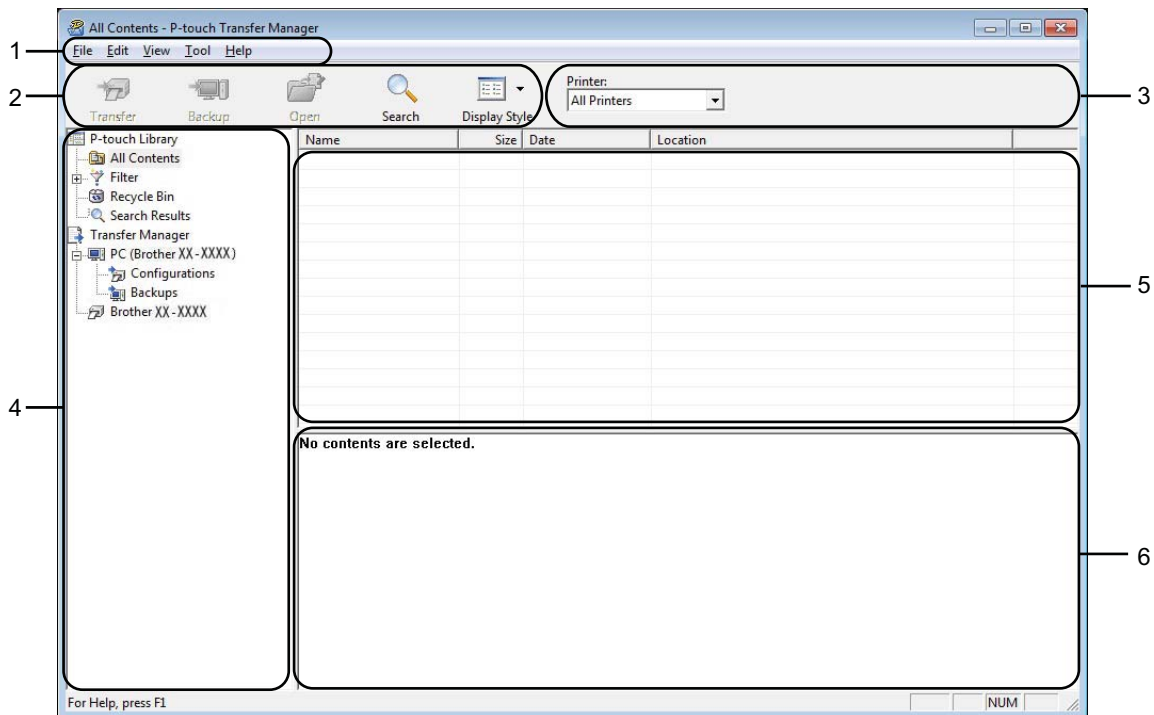 All Contents - P-touch Transfer Manager
1
File Edit View Tool Help
2
Transfer Backup Open Search Display Style
Printer:
All Printers
3
P-touch Library
All Contents
Filter
Recycle Bin
Search Results
Transfer Manager
PC (Brother XX-XXXX)
Configurations
Backups
Brother XX-XXXX
4
Name Size Date Location
5
No contents are selected.
6
For Help, press F1
NUM